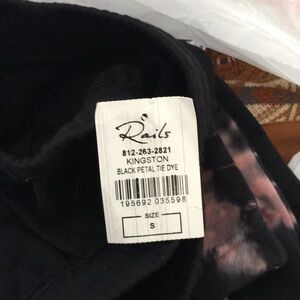 Rails
812-263-2821
KINGSTON
BLACK PETAL TIE DYE
195692 035598
SIZE
S